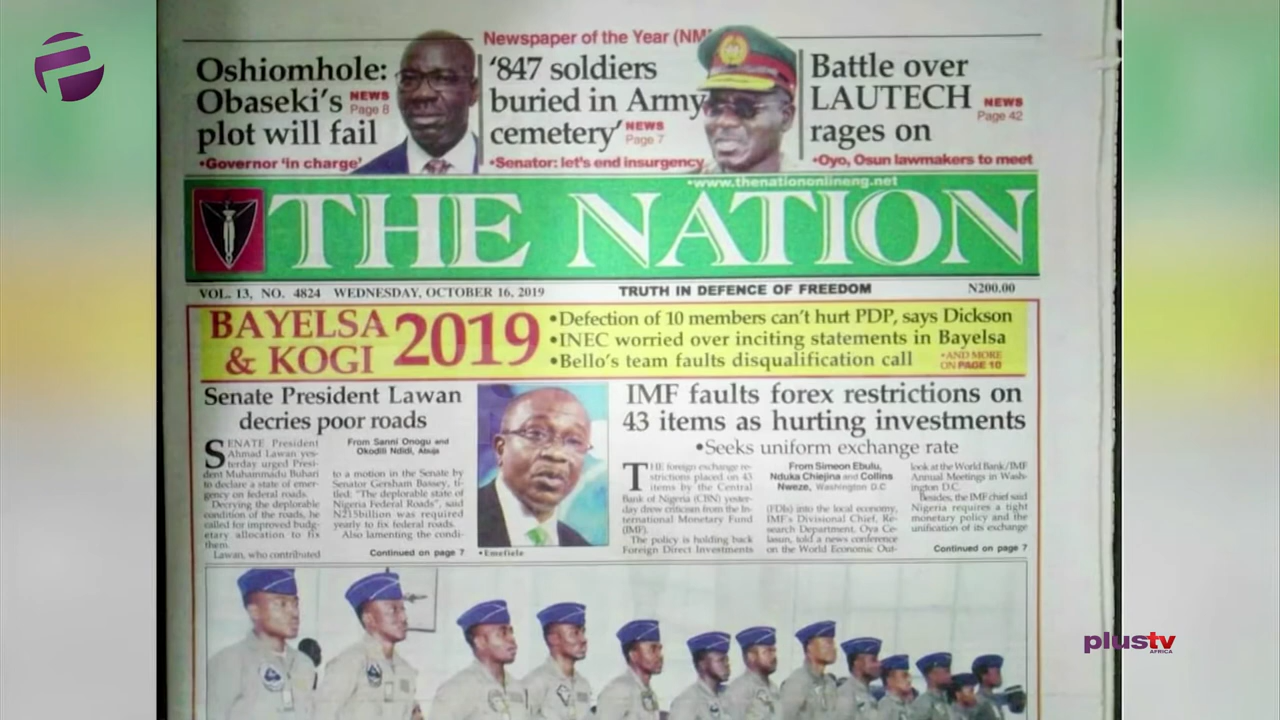 Newspaper of the Year
Oshiomhole:
Obaseki's
plot will fail
NEWS
Page 8
•Governor 'in charge'
'847 soldiers
buried in Army
cemetery'
NEWS
Page 7
•Senator: let's end insurgency
Battle over
LAUTECH
rages on
NEWS
Page 42
•Oyo, Osun lawmakers to meet
•www.thenationonlineng.net
THE NATION
VOL. 13, NO. 4824 WEDNESDAY, OCTOBER 16, 2019 TRUTH IN DEFENCE OF FREEDOM N200.00
BAYELSA
& KOGI
2019
•Defection of 10 members can't hurt PDP, says Dickson
•INEC worried over inciting statements in Bayelsa
•Bello's team faults disqualification call
•AND MORE
ON PAGE 10
Senate President Lawan
decries poor roads
SENATE President
Ahmad Lawan yes-
terday urged Presi-
dent Muhammadu Buhari
to declare a state of emer-
gency on federal roads.
Decrying the deplorable
condition of the roads, he
called for improved budg-
etary allocation to fix
them.
Lawan, who contributed
From Sanni Onogu and
Okodili Ndidi, Abuja
to a motion in the Senate by
Senator Gersham Bassey, ti-
tled: "The deplorable state of
Nigeria Federal Roads", said
N215billion was required
yearly to fix federal roads.
Also lamenting the condi-
Continued on page 7
•Emefiele
IMF faults forex restrictions on
43 items as hurting investments
•Seeks uniform exchange rate
THE foreign exchange re-
strictions placed on 43
items by the Central
Bank of Nigeria (CBN) yester-
day drew criticism from the In-
ternational Monetary Fund
(IMF).
The policy is holding back
Foreign Direct Investments
From Simeon Ebulu,
Nduka Chiejina and Collins
Nweze, Washington D.C
(FDIs) into the local economy,
IMF's Divisional Chief, Re-
search Department, Oya Ce-
lasun, told a news conference
on the World Economic Out-
look at the World Bank/IMF
Annual Meetings in Wash-
ington D.C.
Besides, the IMF chief said
Nigeria requires a tight
monetary policy and the
unification of its exchange
Continued on page 7
plustv
AFRICA